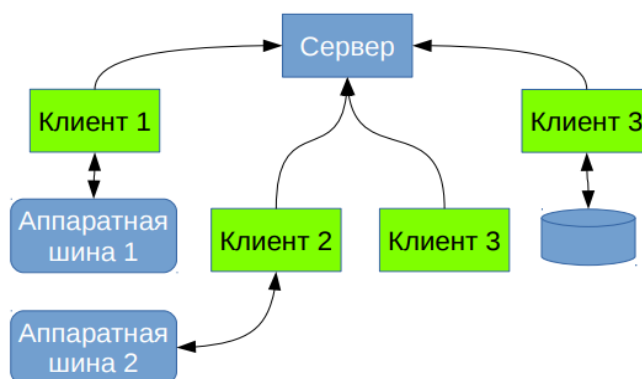 Сервер
Клиент 1
Клиент 3
Аппаратная
шина 1
Клиент 2
Клиент 3
Аппаратная
шина 2